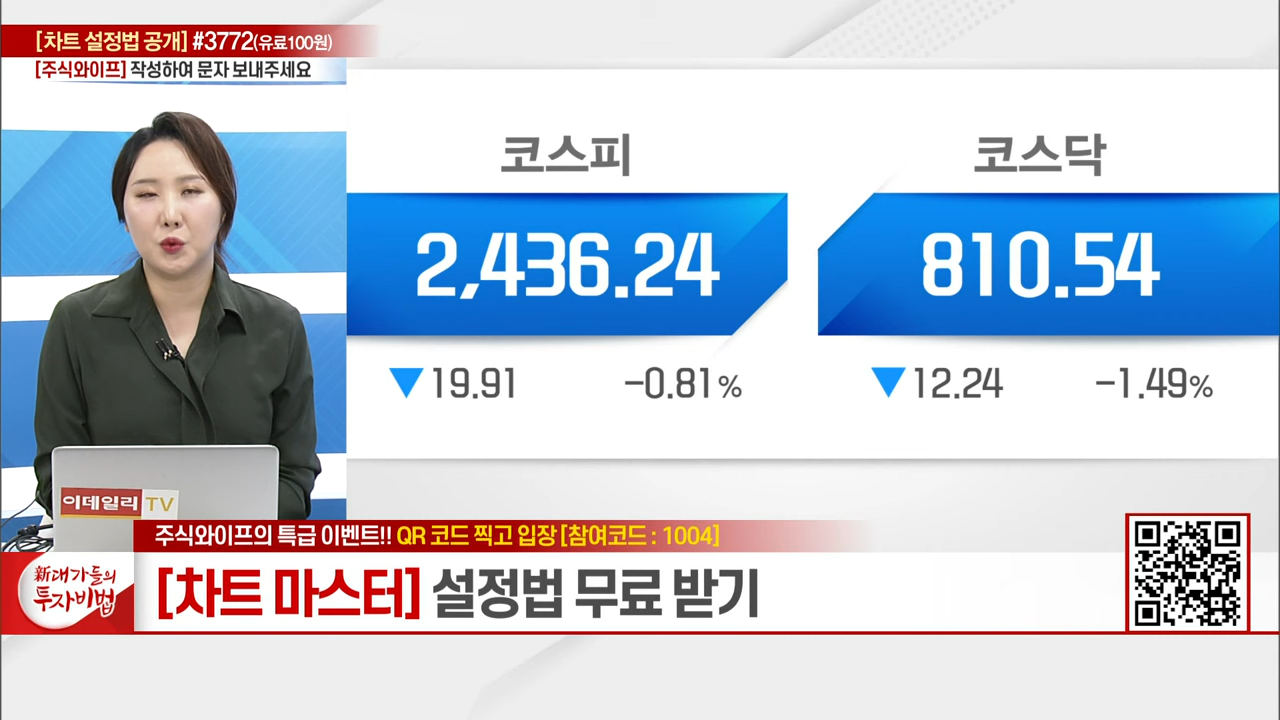 [차트 설정법 공개] #3772(유료100원)
[주식와이프] 작성하여 문자 보내주세요
코스피
2,436.24
▼19.91 -0.81%
코스닥
810.54
▼12.24 -1.49%
이데일리TV
주식와이프의 특급 이벤트!! QR 코드 찍고 입장 [참여코드 : 1004]
新대가들의
투자비법
[차트 마스터] 설정법 무료 받기